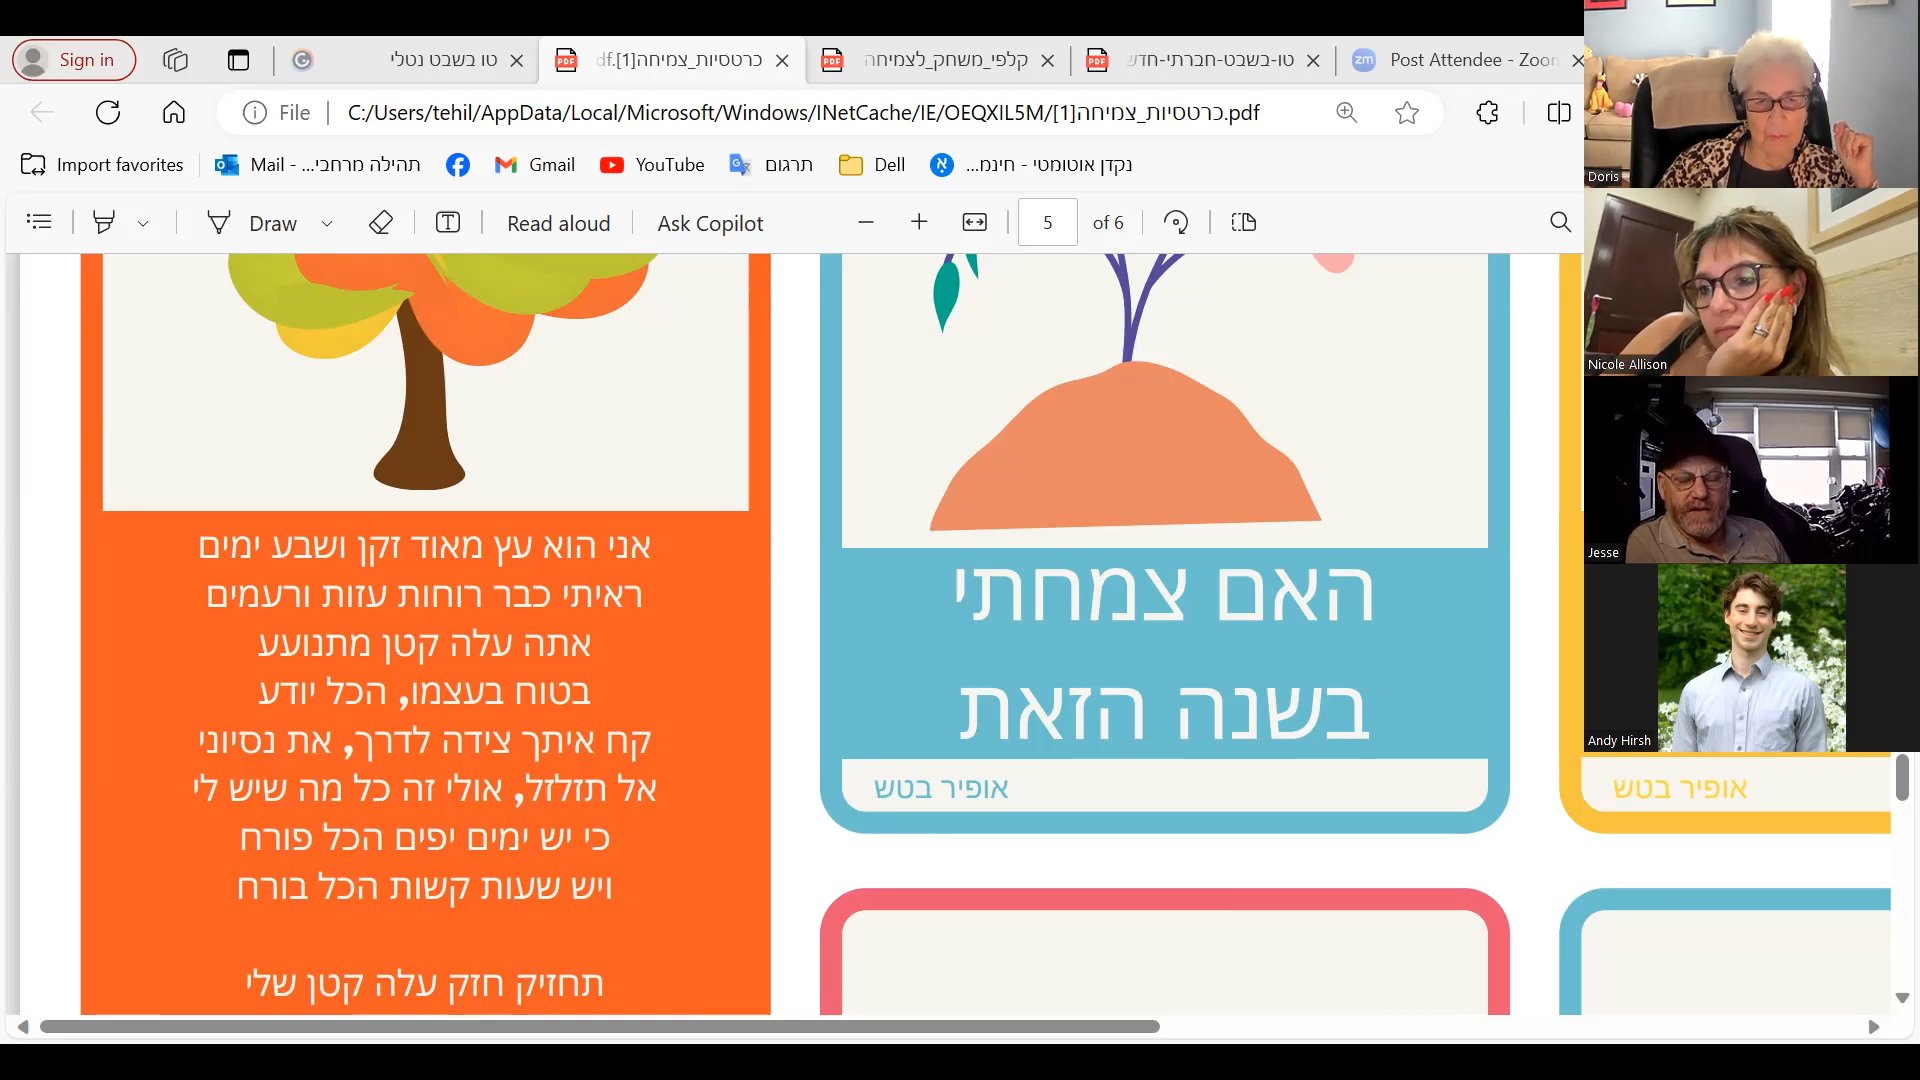 Sign in
טו בשבט נטלי
כרטסיות_צמיחה[1].pdf
קלפי_משחק_לצמיחה
טו-בשבט-חברתי-חדש
Post Attendee - Zoom
File
C:/Users/tehil/AppData/Local/Microsoft/Windows/INetCache/IE/OEQXIL5M/כרטסיות_צמיחה[1].pdf
Import favorites
Mail - ...תהילה מרחבי
Gmail
YouTube
תרגום
Dell
נקדן אוטומטי - חינמ...
Draw
Read aloud
Ask Copilot
5 of 6
אני הוא עץ מאוד זקן ושבע ימים
ראיתי כבר רוחות עזות ורעמים
אתה עלה קטן מתנועע
בטוח בעצמו, הכל יודע
קח איתך צידה לדרך, את נסיוני
אל תזלזל, אולי זה כל מה שיש לי
כי יש ימים יפים הכל פורח
ויש שעות קשות הכל בורח
תחזיק חזק עלה קטן שלי
האם צמחתי
בשנה הזאת
אופיר בטש
אופיר בטש
Doris
Nicole Allison
Jesse
Andy Hirsh